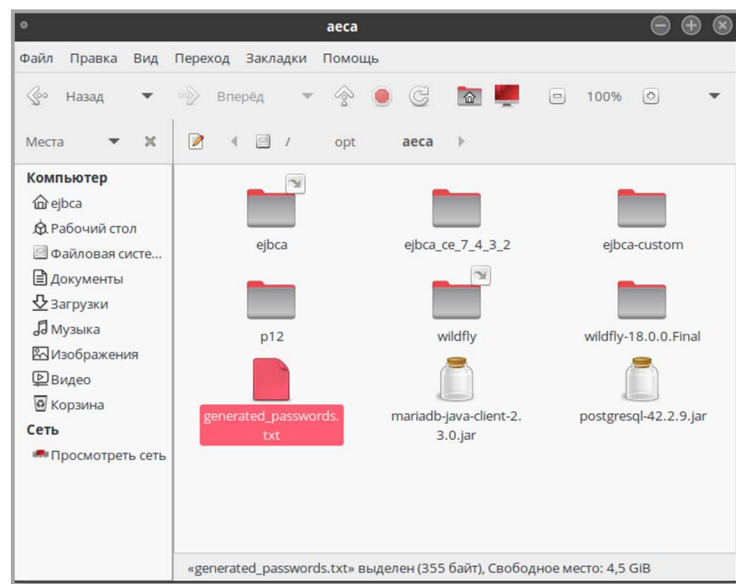 aeca
Файл Правка Вид Переход Закладки Помощь
Назад Вперёд 100%
Места / opt aeca
Компьютер
ejbca
Рабочий стол
Файловая систе...
Документы
Загрузки
Музыка
Изображения
Видео
Корзина
Сеть
Просмотреть сеть
ejbca ejbca_ce_7_4_3_2 ejbca-custom
p12 wildfly wildfly-18.0.0.Final
generated_passwords. mariadb-java-client-2. postgresql-42.2.9.jar
txt 3.0.jar
«generated_passwords.txt» выделен (355 байт), Свободное место: 4,5 GiB